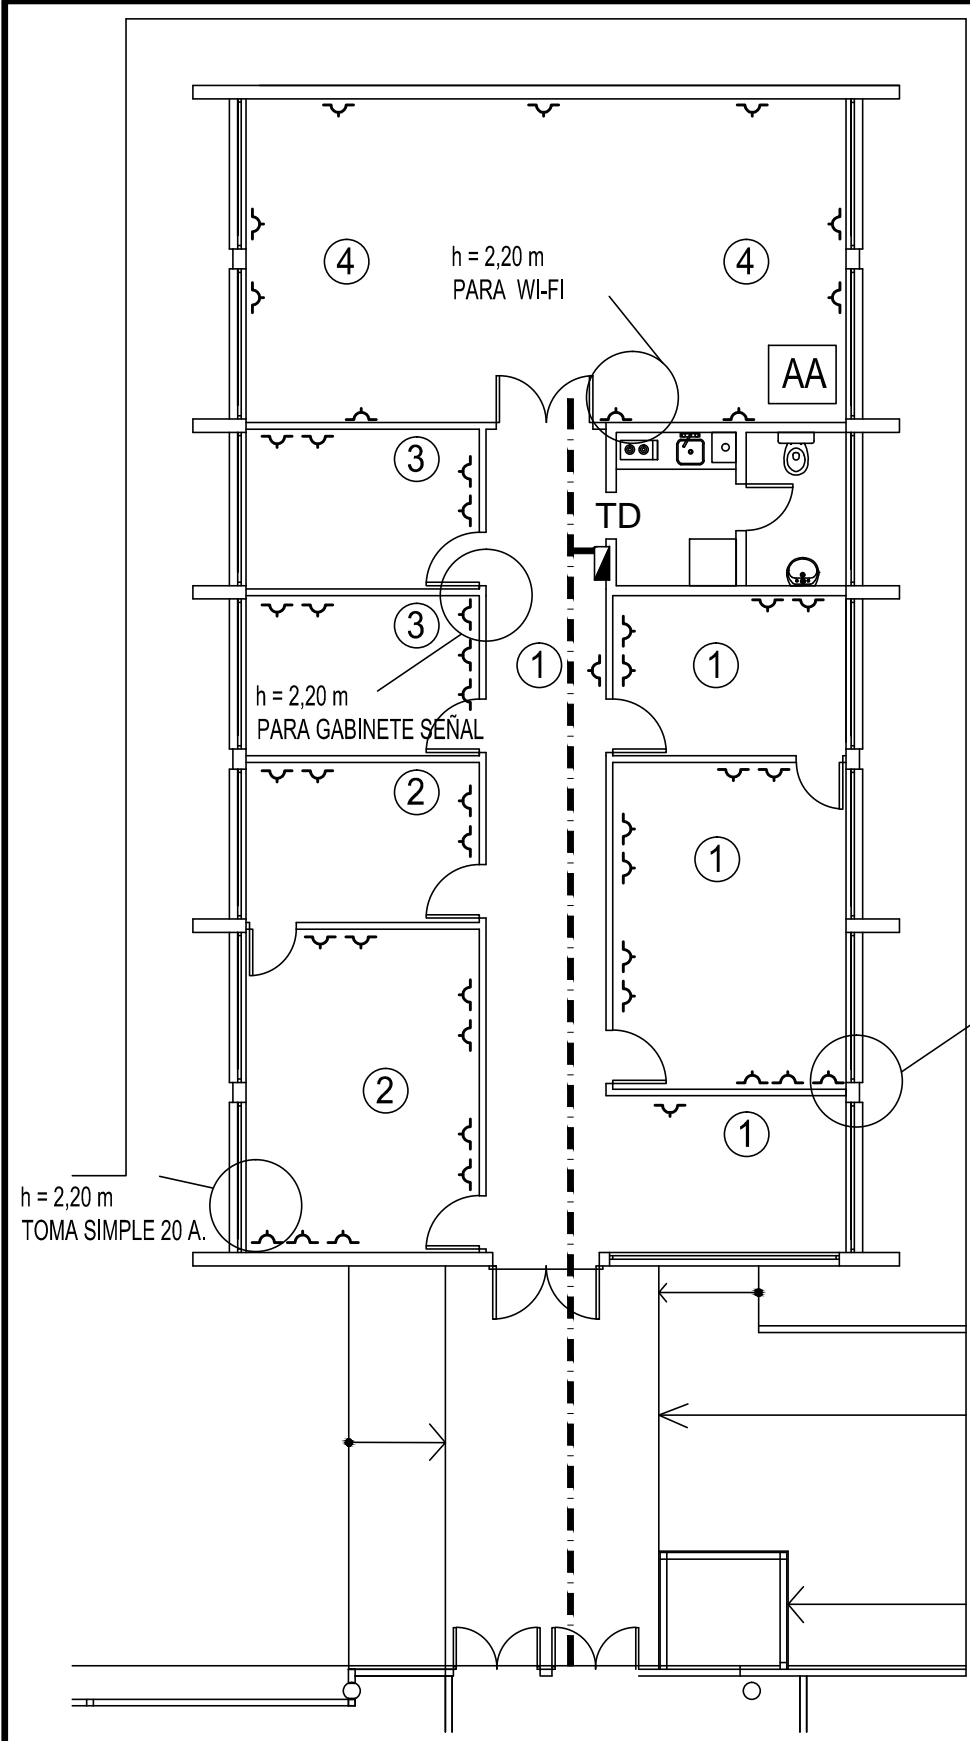 4
h = 2,20 m
PARA WI-FI
4
AA
3
TD
3
1
1
h = 2,20 m
PARA GABINETE SEÑAL
2
1
2
1
h = 2,20 m
TOMA SIMPLE 20 A.